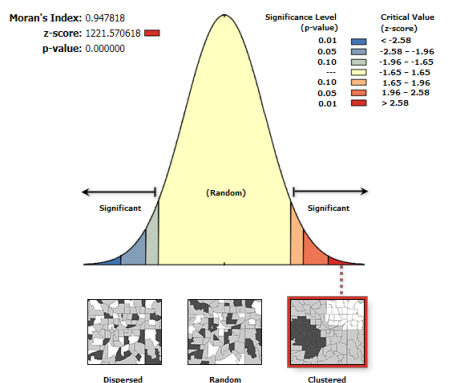 Moran's Index: 0.947818
z-score: 1221.570618
p-value: 0.000000
Significance Level
(p-value)
Critical Value
(z-score)
0.01 < -2.58
0.05 -2.58 – -1.96
0.10 -1.96 – -1.65
--- -1.65 – 1.65
0.10 1.65 – 1.96
0.05 1.96 – 2.58
0.01 > 2.58
(Random)
Significant
Significant
Dispersed
Random
Clustered